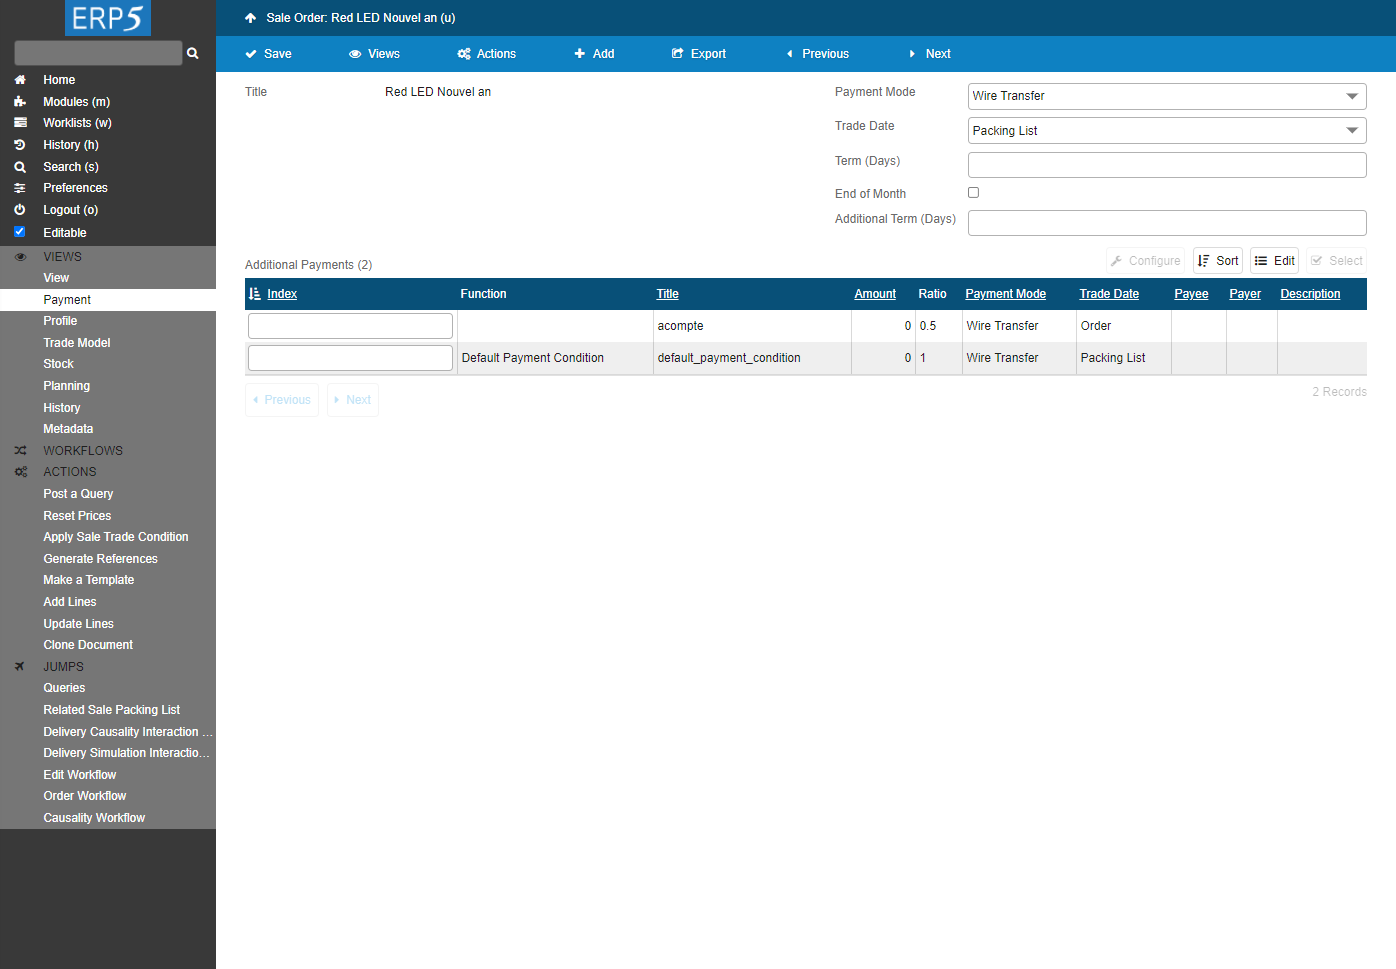 ERP5
Home
Modules (m)
Worklists (w)
History (h)
Search (s)
Preferences
Logout (o)
Editable
VIEWS
View
Payment
Profile
Trade Model
Stock
Planning
History
Metadata
WORKFLOWS
ACTIONS
Post a Query
Reset Prices
Apply Sale Trade Condition
Generate References
Make a Template
Add Lines
Update Lines
Clone Document
JUMPS
Queries
Related Sale Packing List
Delivery Causality Interaction ...
Delivery Simulation Interactio...
Edit Workflow
Order Workflow
Causality Workflow
Sale Order: Red LED Nouvel an (u)
Save Views Actions Add Export Previous Next
Title Red LED Nouvel an
Payment Mode Wire Transfer
Trade Date Packing List
Term (Days)
End of Month
Additional Term (Days)
Additional Payments (2)
Configure Sort Edit Select
Index Function Title Amount Ratio Payment Mode Trade Date Payee Payer Description
acompte 0 0.5 Wire Transfer Order
Default Payment Condition default_payment_condition 0 1 Wire Transfer Packing List
Previous Next
2 Records